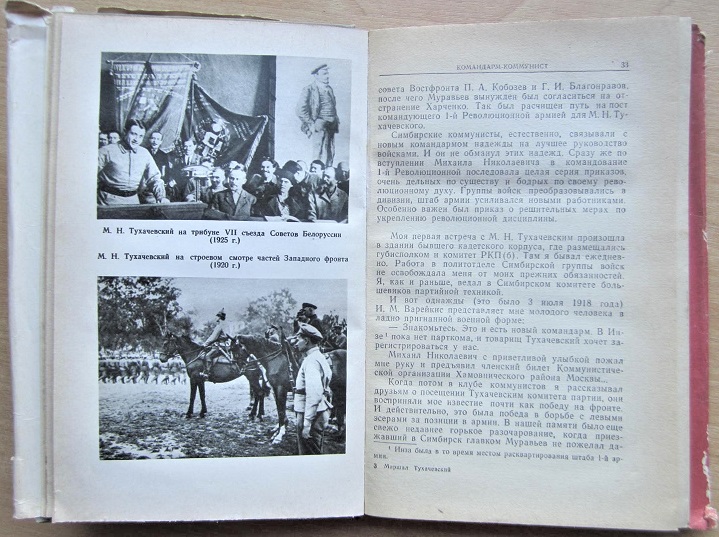 М. Н. Тухачевский на трибуне VII съезда Советов Белоруссии
(1925 г.)
М. Н. Тухачевский на строевом смотре частей Западного фронта
(1920 г.)
КОМАНДАРМ-КОММУНИСТ 33
совета Востфронта П. А. Кобозев и Г. И. Благонравов,
после чего Муравьев вынужден был согласиться на от-
странение Харченко. Так был расчищен путь на пост
командующего 1-й Революционной армией для М. Н. Ту-
хачевского.
Симбирские коммунисты, естественно, связывали с
новым командармом надежды на лучшее руководство
войсками. И он не обманул этих надежд. Сразу же по
вступлении Михаила Николаевича в командование
1-й Революционной последовала целая серия приказов,
очень дельных по существу и бодрых по своему рево-
люционному духу. Группы войск преобразовывались в
дивизии, штаб армии усиливался новыми работниками.
Особенно важен был приказ о решительных мерах по
укреплению революционной дисциплины.
Моя первая встреча с М. Н. Тухачевским произошла
в здании бывшего кадетского корпуса, где размещались
губисполком и комитет РКП(б). Там я бывал ежеднев-
но. Работа в политотделе Симбирской группы войск
не освобождала меня от моих прежних обязанностей.
Я, как и раньше, ведал в Симбирском комитете боль-
шевиков партийной техникой.
И вот однажды (это было 3 июля 1918 года)
И. М. Варейкис представляет мне молодого человека в
ладно пригнанной военной форме:
— Знакомьтесь. Это и есть новый командарм. В Ин-
зе ¹ пока нет парткома, и товарищ Тухачевский хочет за-
регистрироваться у нас.
Михаил Николаевич с приветливой улыбкой пожал
мне руку и предъявил членский билет Коммунистиче-
ской организации Хамовнического района Москвы...
Когда потом в клубе коммунистов я рассказывал
друзьям о посещении Тухачевским комитета партии, они
восприняли мое известие почти как победу на фронте.
И действительно, это была победа в борьбе с левыми
эсерами за позиции в армии. В нашей памяти было еще
свежо недавнее горькое разочарование, когда приез-
жавший в Симбирск главком Муравьев не пожелал да-
¹ Инза была в то время местом расквартирования штаба 1-й ар-
мии.
3 Маршал Тухачевский